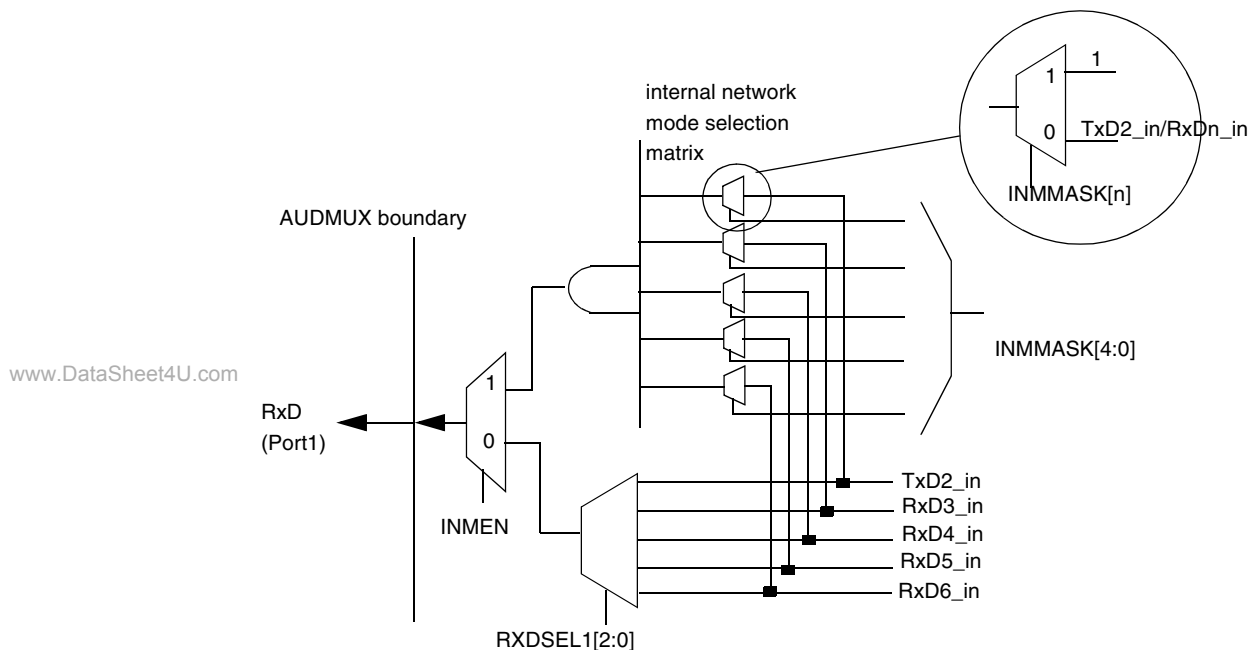 1
1
0
TxD2_in/RxDn_in
INMMASK[n]
internal network
mode selection
matrix
AUDMUX boundary
INMMASK[4:0]
www.DataSheet4U.com
RxD
(Port1)
1
0
INMEN
TxD2_in
RxD3_in
RxD4_in
RxD5_in
RxD6_in
RXDSEL1[2:0]